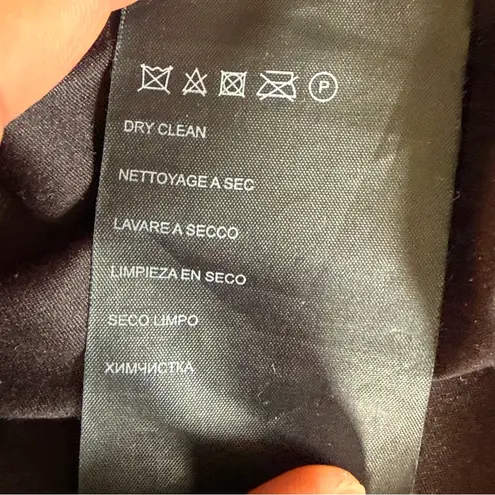 P
DRY CLEAN
NETTOYAGE A SEC
LAVARE A SECCO
LIMPIEZA EN SECO
SECO LIMPO
ХИМЧИСТКА